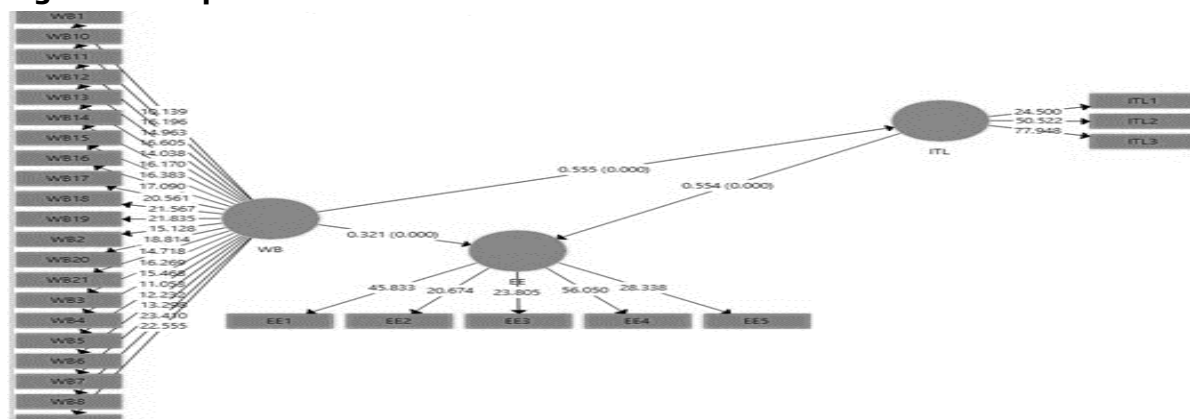 WB1
WB10
WB11
WB12
WB13
WB14
WB15
WB16
WB17
WB18
WB19
WB2
WB20
WB21
WB3
WB4
WB5
WB6
WB7
WB8
16.196
14.963
16.605
14.038
16.170
16.383
17.090
20.561
21.567
21.835
15.128
18.814
14.718
16.269
15.468
11.053
12.232
13.298
23.410
22.555
WB
0.555 (0.000)
0.321 (0.000)
0.554 (0.000)
ITL
24.500
50.522
77.948
ITL1
ITL2
ITL3
EE
45.833
20.674
23.805
56.050
28.338
EE1
EE2
EE3
EE4
EE5